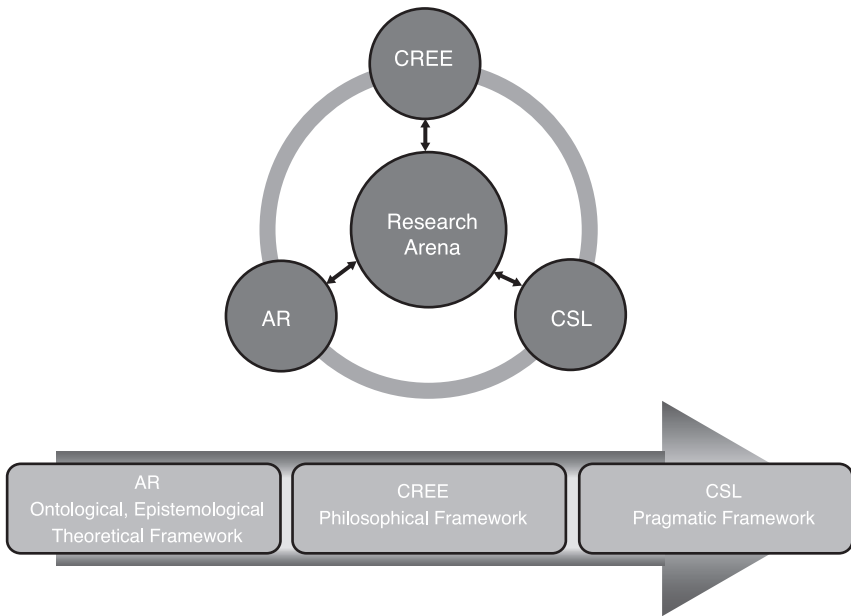 CREE
Research
Arena
AR
CSL
AR
Ontological, Epistemological
Theoretical Framework
CREE
Philosophical Framework
CSL
Pragmatic Framework